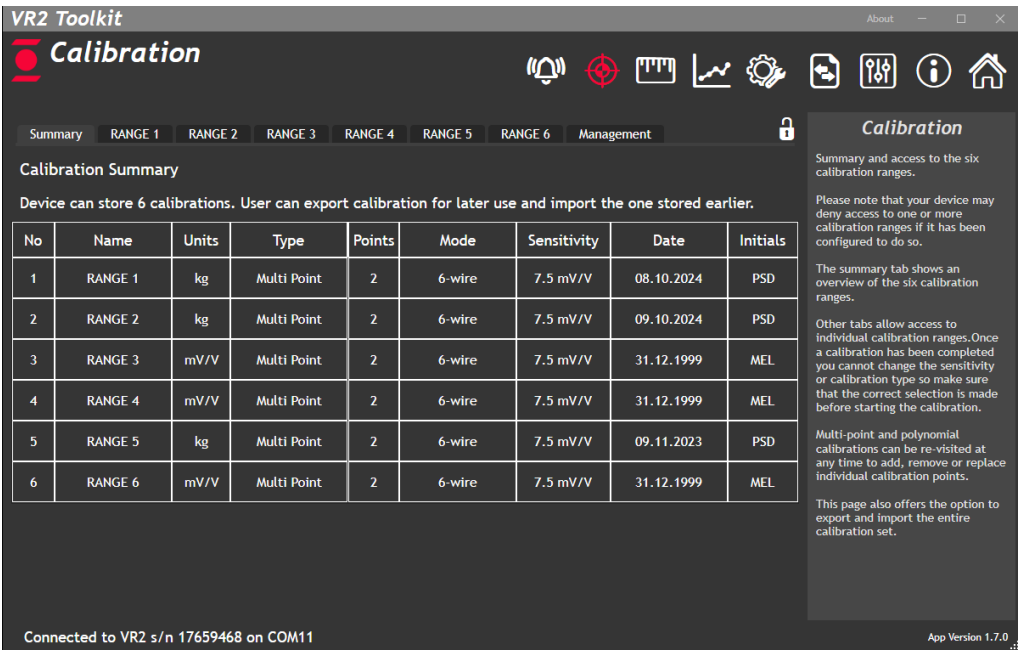 VR2 Toolkit
About
Calibration
Summary RANGE 1 RANGE 2 RANGE 3 RANGE 4 RANGE 5 RANGE 6 Management
Calibration Summary
Device can store 6 calibrations. User can export calibration for later use and import the one stored earlier.
No Name Units Type Points Mode Sensitivity Date Initials
1 RANGE 1 kg Multi Point 2 6-wire 7.5 mV/V 08.10.2024 PSD
2 RANGE 2 kg Multi Point 2 6-wire 7.5 mV/V 09.10.2024 PSD
3 RANGE 3 mV/V Multi Point 2 6-wire 7.5 mV/V 31.12.1999 MEL
4 RANGE 4 mV/V Multi Point 2 6-wire 7.5 mV/V 31.12.1999 MEL
5 RANGE 5 kg Multi Point 2 6-wire 7.5 mV/V 09.11.2023 PSD
6 RANGE 6 mV/V Multi Point 2 6-wire 7.5 mV/V 31.12.1999 MEL
Calibration
Summary and access to the six
calibration ranges.
Please note that your device may
deny access to one or more
calibration ranges if it has been
configured to do so.
The summary tab shows an
overview of the six calibration
ranges.
Other tabs allow access to
individual calibration ranges.Once
a calibration has been completed
you cannot change the sensitivity
or calibration type so make sure
that the correct selection is made
before starting the calibration.
Multi-point and polynomial
calibrations can be re-visited at
any time to add, remove or replace
individual calibration points.
This page also offers the option to
export and import the entire
calibration set.
Connected to VR2 s/n 17659468 on COM11
App Version 1.7.0